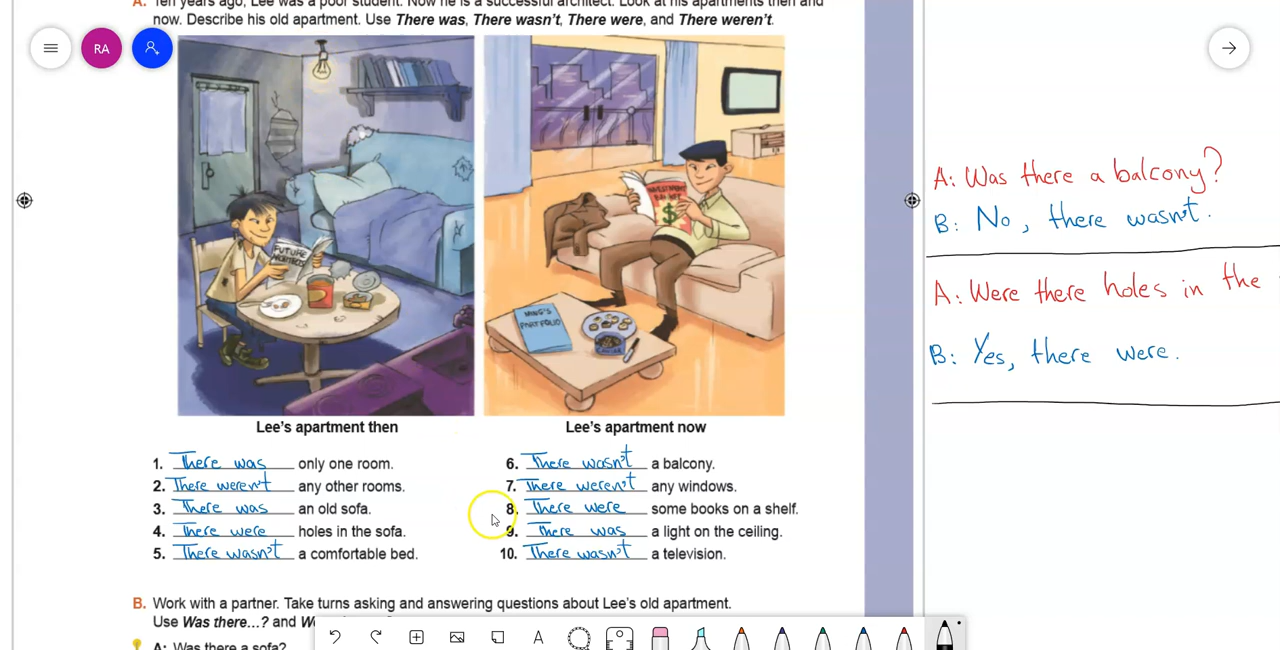 A. Ten years ago, Lee was a poor student. Now he is a successful architect. Look at his apartments then and
now. Describe his old apartment. Use There was, There wasn't, There were, and There weren't.
RA
FUTURE
ARCHITECTS
INVESTMENT
BANKER
$
MING'S
PORTFOLIO
CAVIAR
Lee's apartment then
Lee's apartment now
1. There was only one room.
2. There weren't any other rooms.
3. There was an old sofa.
4. There were holes in the sofa.
5. There wasn't a comfortable bed.
6. There wasn't a balcony.
7. There weren't any windows.
8. There were some books on a shelf.
9. There was a light on the ceiling.
10. There wasn't a television.
B. Work with a partner. Take turns asking and answering questions about Lee's old apartment.
Use Was there...? and
A: Was there a sofa?
A: Was there a balcony?
B: No, there wasn't.
A: Were there holes in the
B: Yes, there were.
A